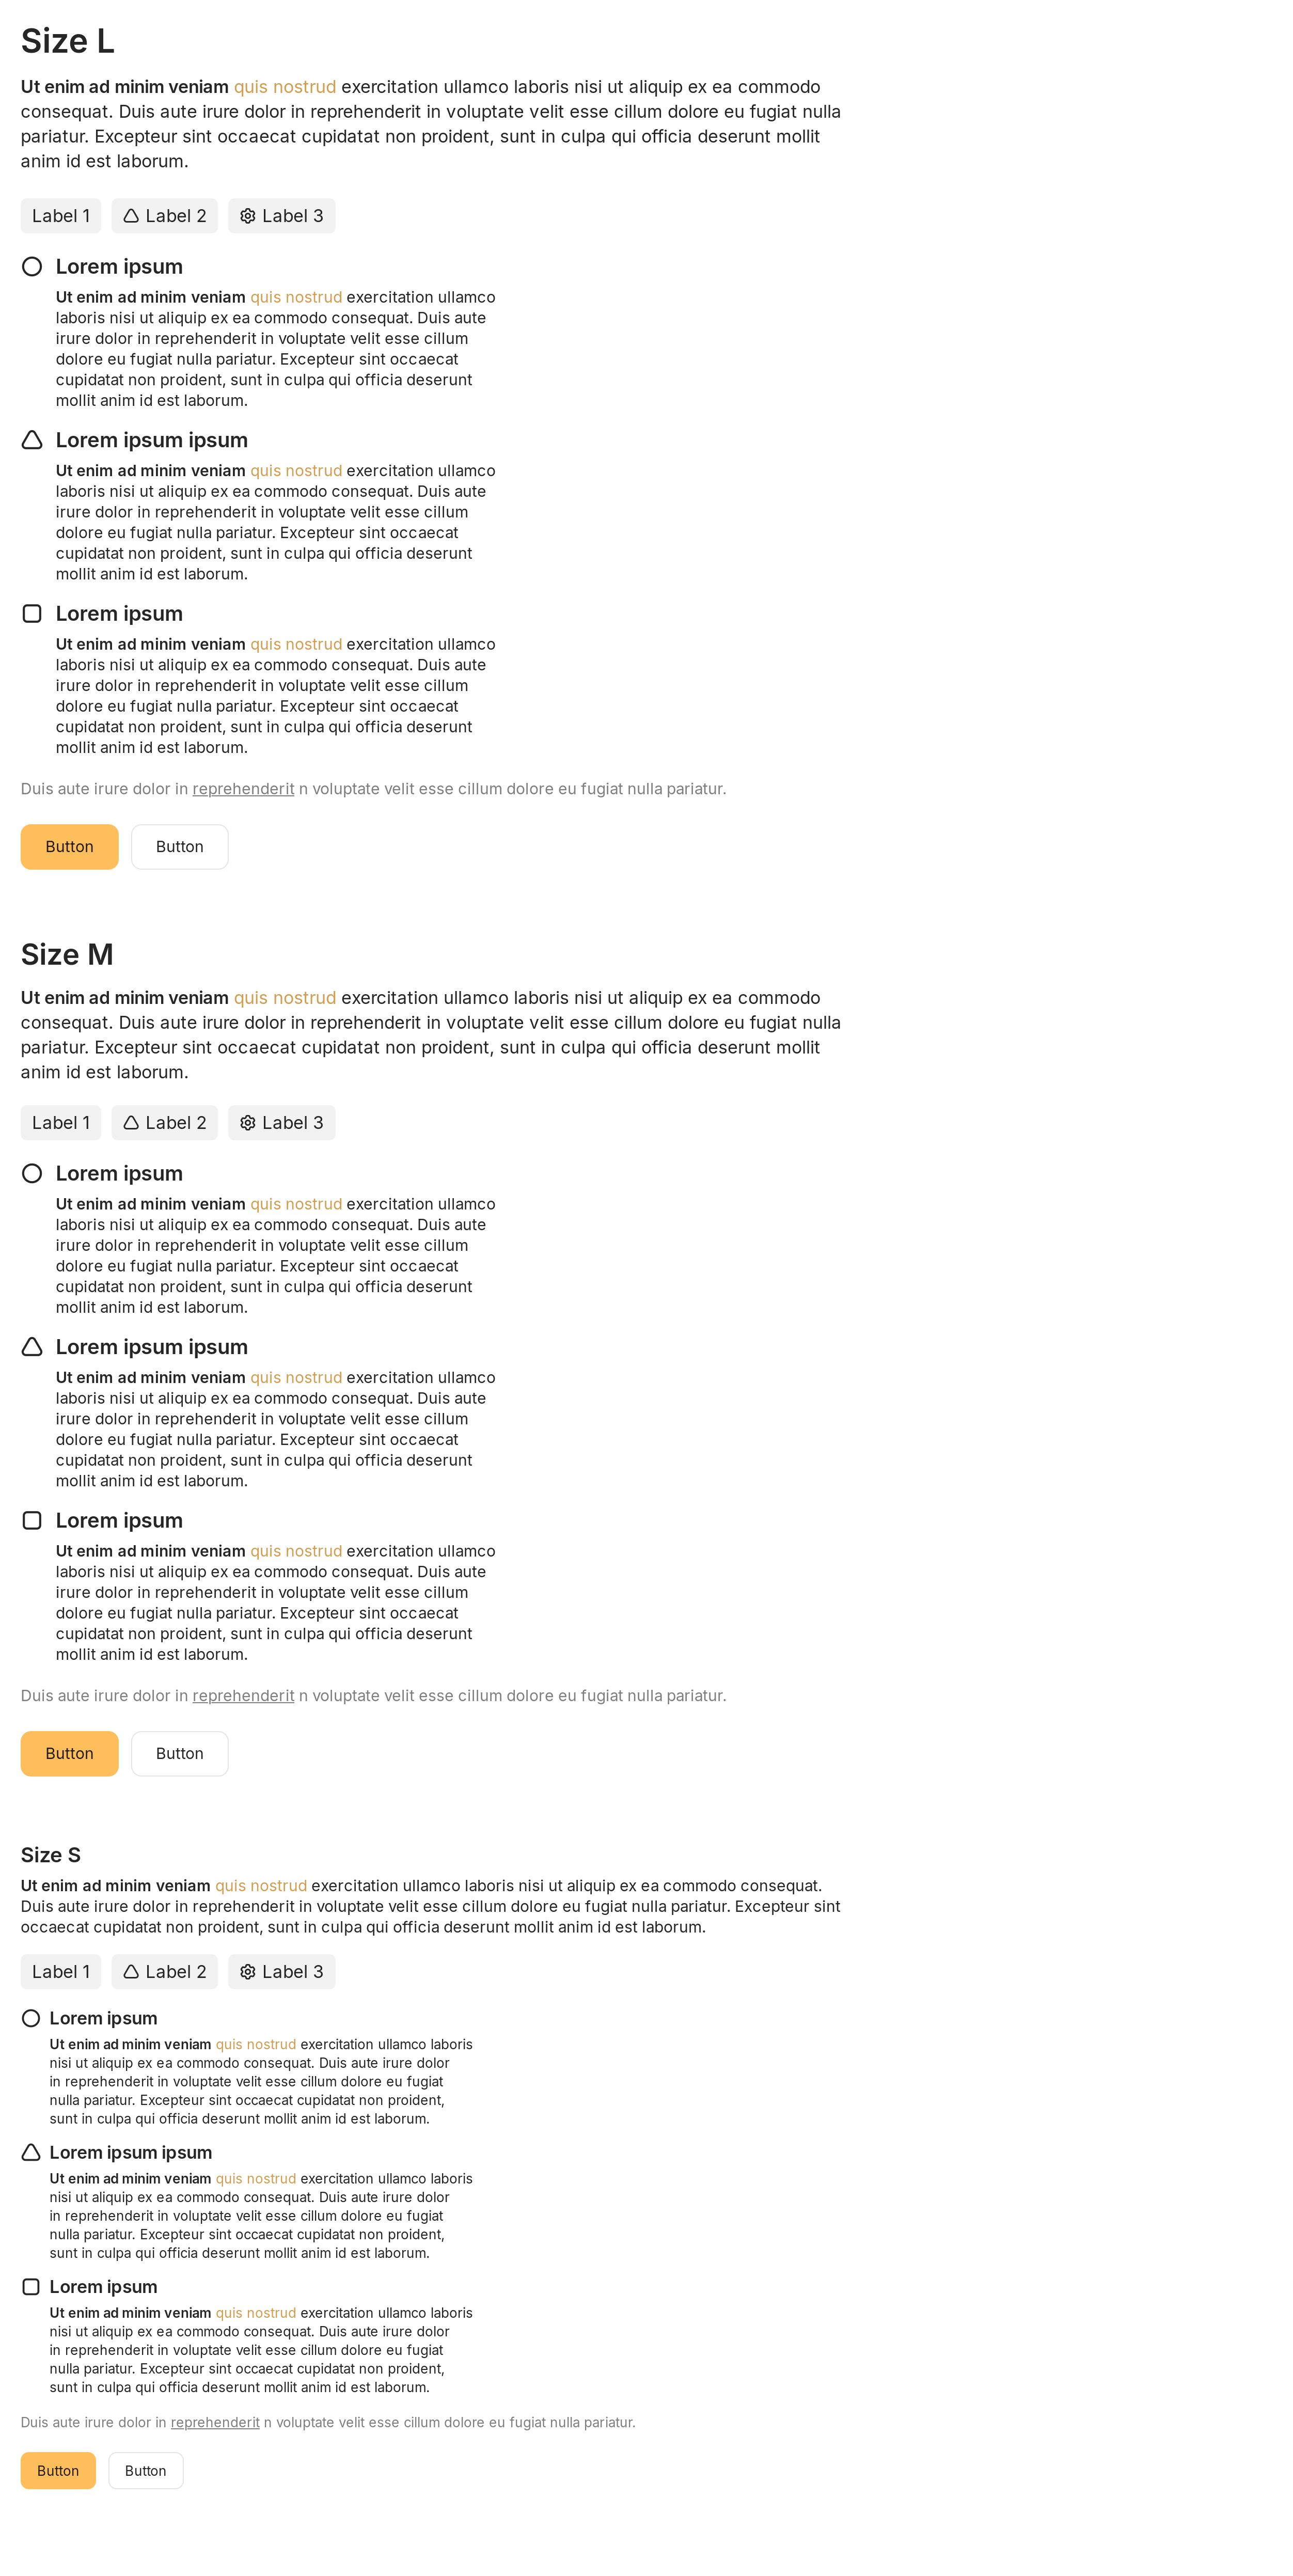 Size L
Ut enim ad minim veniam quis nostrud exercitation ullamco laboris nisi ut aliquip ex ea commodo
consequat. Duis aute irure dolor in reprehenderit in voluptate velit esse cillum dolore eu fugiat nulla
pariatur. Excepteur sint occaecat cupidatat non proident, sunt in culpa qui officia deserunt mollit
anim id est laborum.
Label 1 Label 2 Label 3
Lorem ipsum
Ut enim ad minim veniam quis nostrud exercitation ullamco
laboris nisi ut aliquip ex ea commodo consequat. Duis aute
irure dolor in reprehenderit in voluptate velit esse cillum
dolore eu fugiat nulla pariatur. Excepteur sint occaecat
cupidatat non proident, sunt in culpa qui officia deserunt
mollit anim id est laborum.
Lorem ipsum ipsum
Ut enim ad minim veniam quis nostrud exercitation ullamco
laboris nisi ut aliquip ex ea commodo consequat. Duis aute
irure dolor in reprehenderit in voluptate velit esse cillum
dolore eu fugiat nulla pariatur. Excepteur sint occaecat
cupidatat non proident, sunt in culpa qui officia deserunt
mollit anim id est laborum.
Lorem ipsum
Ut enim ad minim veniam quis nostrud exercitation ullamco
laboris nisi ut aliquip ex ea commodo consequat. Duis aute
irure dolor in reprehenderit in voluptate velit esse cillum
dolore eu fugiat nulla pariatur. Excepteur sint occaecat
cupidatat non proident, sunt in culpa qui officia deserunt
mollit anim id est laborum.
Duis aute irure dolor in reprehenderit n voluptate velit esse cillum dolore eu fugiat nulla pariatur.
Button Button
Size M
Ut enim ad minim veniam quis nostrud exercitation ullamco laboris nisi ut aliquip ex ea commodo
consequat. Duis aute irure dolor in reprehenderit in voluptate velit esse cillum dolore eu fugiat nulla
pariatur. Excepteur sint occaecat cupidatat non proident, sunt in culpa qui officia deserunt mollit
anim id est laborum.
Label 1 Label 2 Label 3
Lorem ipsum
Ut enim ad minim veniam quis nostrud exercitation ullamco
laboris nisi ut aliquip ex ea commodo consequat. Duis aute
irure dolor in reprehenderit in voluptate velit esse cillum
dolore eu fugiat nulla pariatur. Excepteur sint occaecat
cupidatat non proident, sunt in culpa qui officia deserunt
mollit anim id est laborum.
Lorem ipsum ipsum
Ut enim ad minim veniam quis nostrud exercitation ullamco
laboris nisi ut aliquip ex ea commodo consequat. Duis aute
irure dolor in reprehenderit in voluptate velit esse cillum
dolore eu fugiat nulla pariatur. Excepteur sint occaecat
cupidatat non proident, sunt in culpa qui officia deserunt
mollit anim id est laborum.
Lorem ipsum
Ut enim ad minim veniam quis nostrud exercitation ullamco
laboris nisi ut aliquip ex ea commodo consequat. Duis aute
irure dolor in reprehenderit in voluptate velit esse cillum
dolore eu fugiat nulla pariatur. Excepteur sint occaecat
cupidatat non proident, sunt in culpa qui officia deserunt
mollit anim id est laborum.
Duis aute irure dolor in reprehenderit n voluptate velit esse cillum dolore eu fugiat nulla pariatur.
Button Button
Size S
Ut enim ad minim veniam quis nostrud exercitation ullamco laboris nisi ut aliquip ex ea commodo consequat.
Duis aute irure dolor in reprehenderit in voluptate velit esse cillum dolore eu fugiat nulla pariatur. Excepteur sint
occaecat cupidatat non proident, sunt in culpa qui officia deserunt mollit anim id est laborum.
Label 1 Label 2 Label 3
Lorem ipsum
Ut enim ad minim veniam quis nostrud exercitation ullamco laboris
nisi ut aliquip ex ea commodo consequat. Duis aute irure dolor
in reprehenderit in voluptate velit esse cillum dolore eu fugiat
nulla pariatur. Excepteur sint occaecat cupidatat non proident,
sunt in culpa qui officia deserunt mollit anim id est laborum.
Lorem ipsum ipsum
Ut enim ad minim veniam quis nostrud exercitation ullamco laboris
nisi ut aliquip ex ea commodo consequat. Duis aute irure dolor
in reprehenderit in voluptate velit esse cillum dolore eu fugiat
nulla pariatur. Excepteur sint occaecat cupidatat non proident,
sunt in culpa qui officia deserunt mollit anim id est laborum.
Lorem ipsum
Ut enim ad minim veniam quis nostrud exercitation ullamco laboris
nisi ut aliquip ex ea commodo consequat. Duis aute irure dolor
in reprehenderit in voluptate velit esse cillum dolore eu fugiat
nulla pariatur. Excepteur sint occaecat cupidatat non proident,
sunt in culpa qui officia deserunt mollit anim id est laborum.
Duis aute irure dolor in reprehenderit n voluptate velit esse cillum dolore eu fugiat nulla pariatur.
Button Button